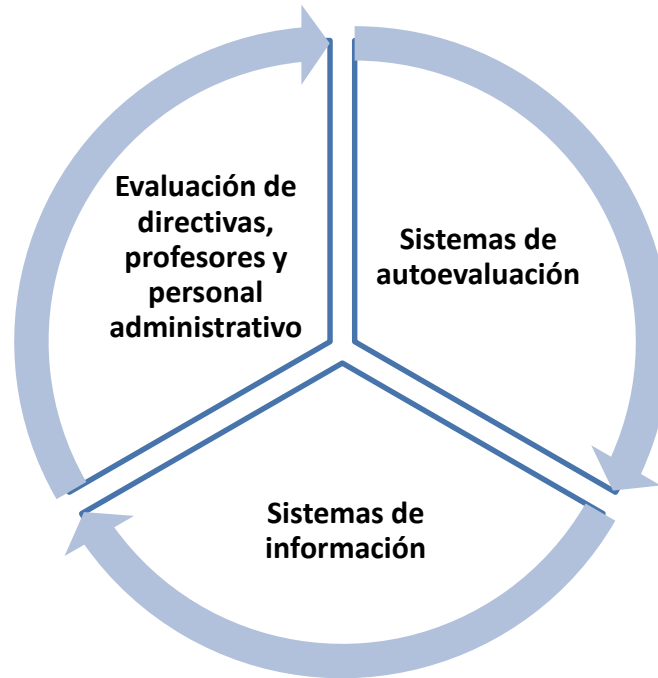 Evaluación de
directivas,
profesores y
personal
administrativo
Sistemas de
autoevaluación
Sistemas de
información